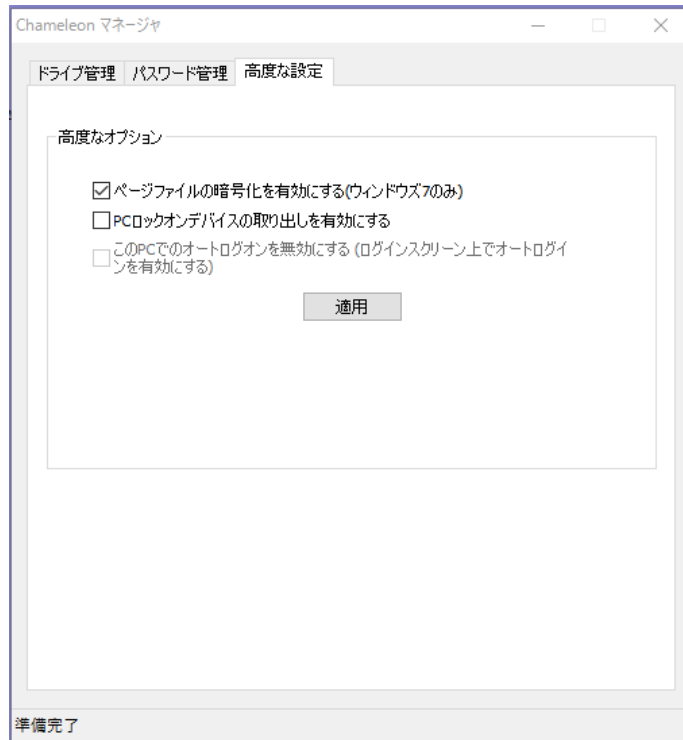 Chameleon マネージャ
ドライブ管理 パスワード管理 高度な設定
高度なオプション
ページファイルの暗号化を有効にする(ウィンドウズ7のみ)
PCロックオンデバイスの取り出しを有効にする
このPCでのオートログオンを無効にする (ログインスクリーン上でオートログイ
ンを有効にする)
適用
準備完了